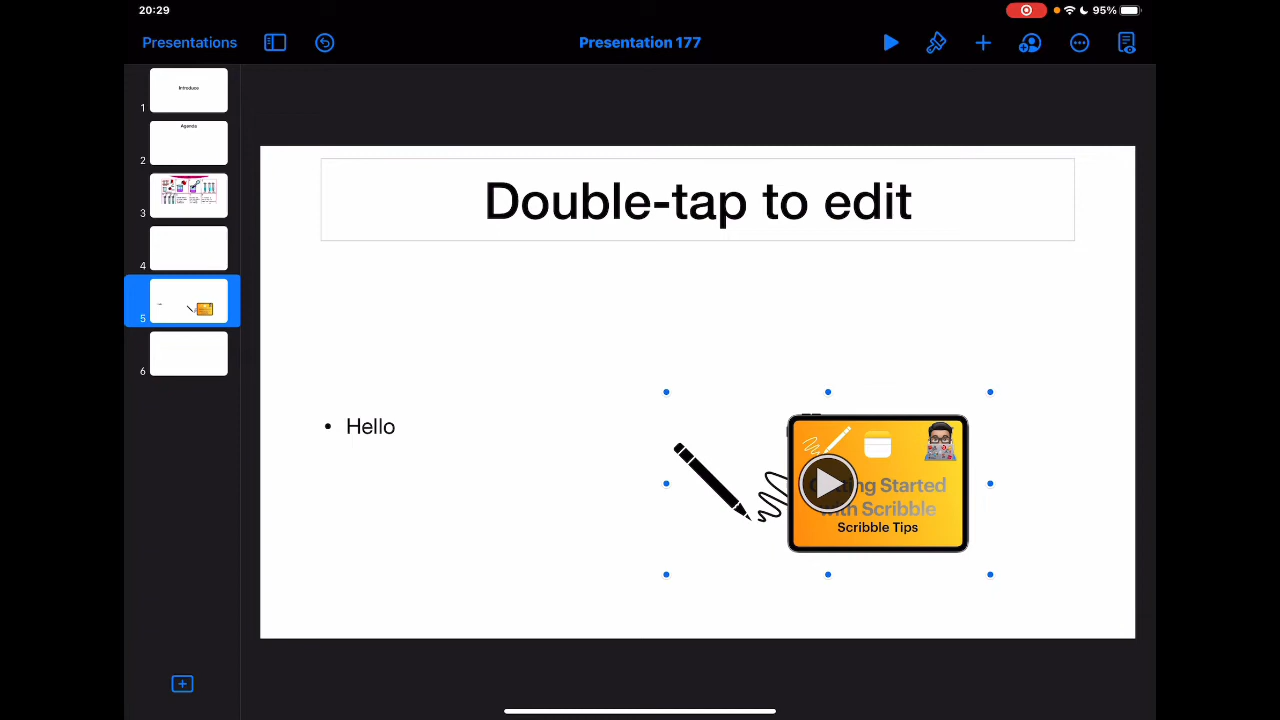 20:29
95%
Presentations
Presentation 177
Introduce
1
Agenda
2
3
4
5
6
Double-tap to edit
• Hello
Started
with Scribble
Scribble Tips